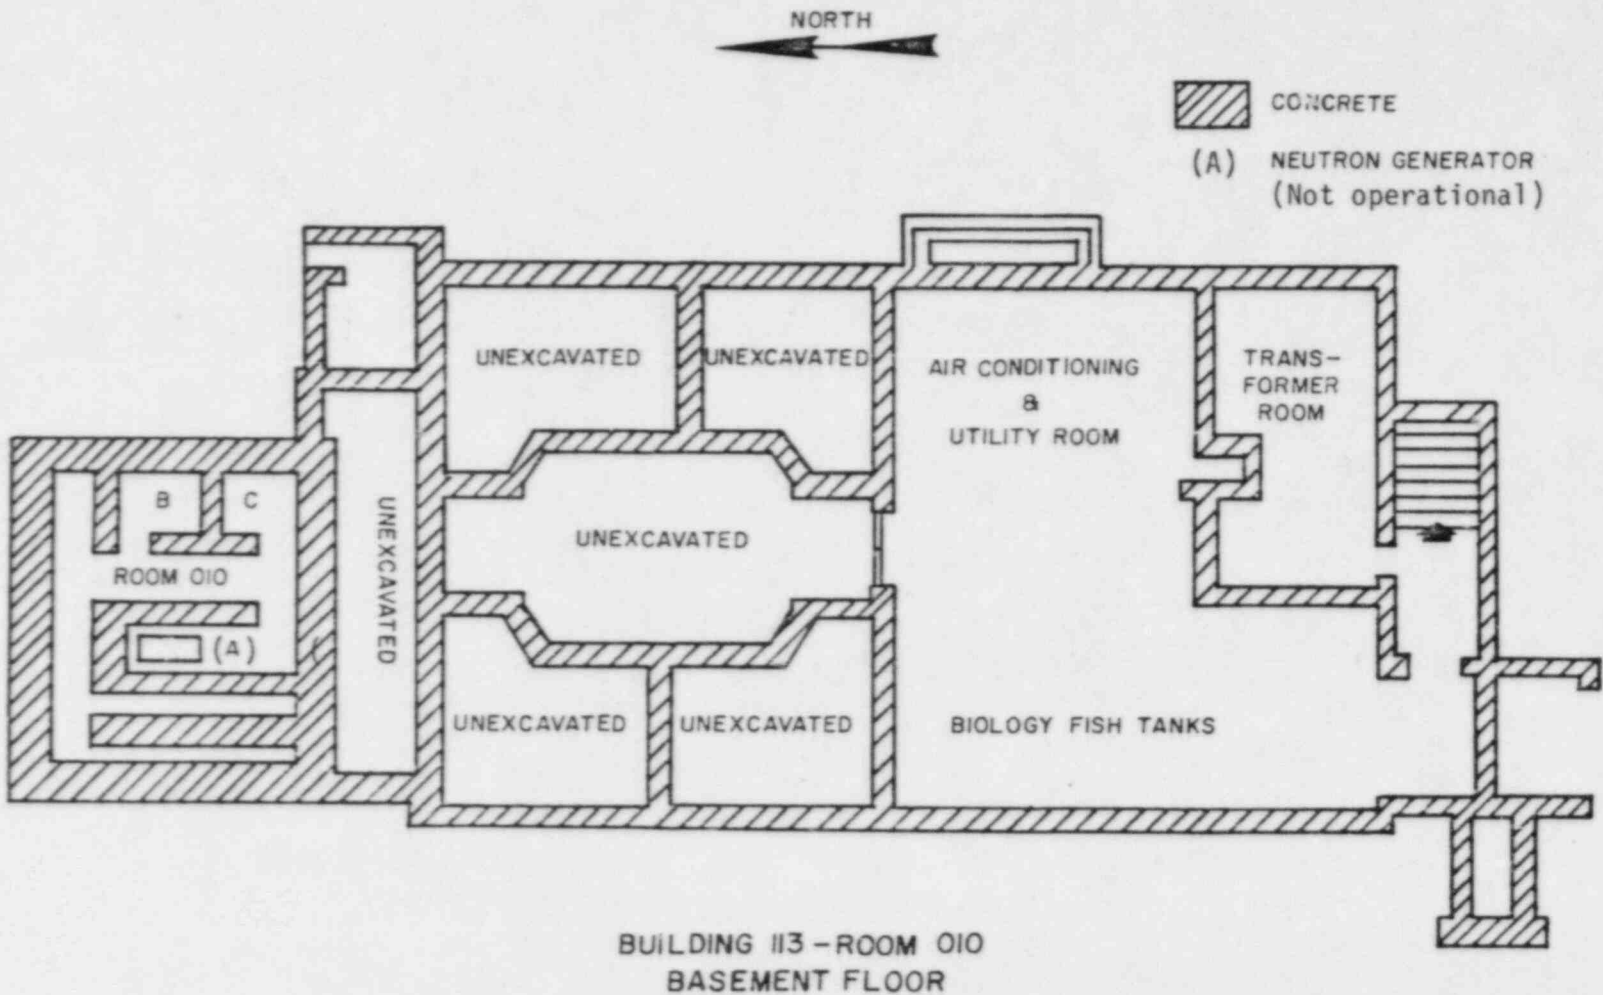 NORTH
CONCRETE
(A) NEUTRON GENERATOR
(Not operational)
UNEXCAVATED
UNEXCAVATED
AIR CONDITIONING
&
UTILITY ROOM
TRANS-
FORMER
ROOM
B
C
UNEXCAVATED
UNEXCAVATED
ROOM 010
(A)
UNEXCAVATED
UNEXCAVATED
BIOLOGY FISH TANKS
BUILDING 113 - ROOM 010
BASEMENT FLOOR